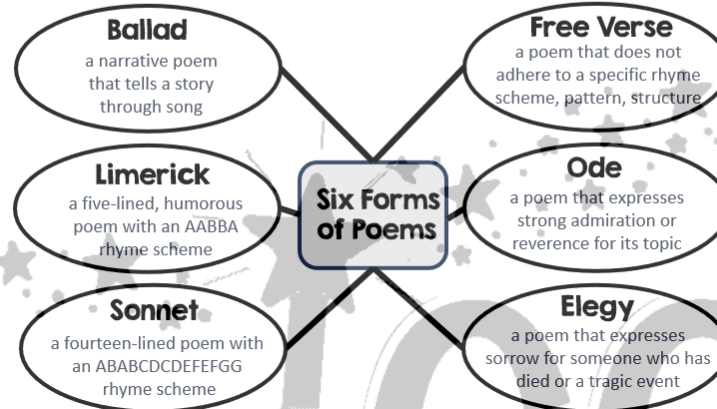 Ballad
a narrative poem
that tells a story
through song
Free Verse
a poem that does not
adhere to a specific rhyme
scheme, pattern, structure
Limerick
a five-lined, humorous
poem with an AABBA
rhyme scheme
Six Forms
of Poems
Ode
a poem that expresses
strong admiration or
reverence for its topic
Sonnet
a fourteen-lined poem with
an ABABCDCDEFEFGG
rhyme scheme
Elegy
a poem that expresses
sorrow for someone who has
died or a tragic event